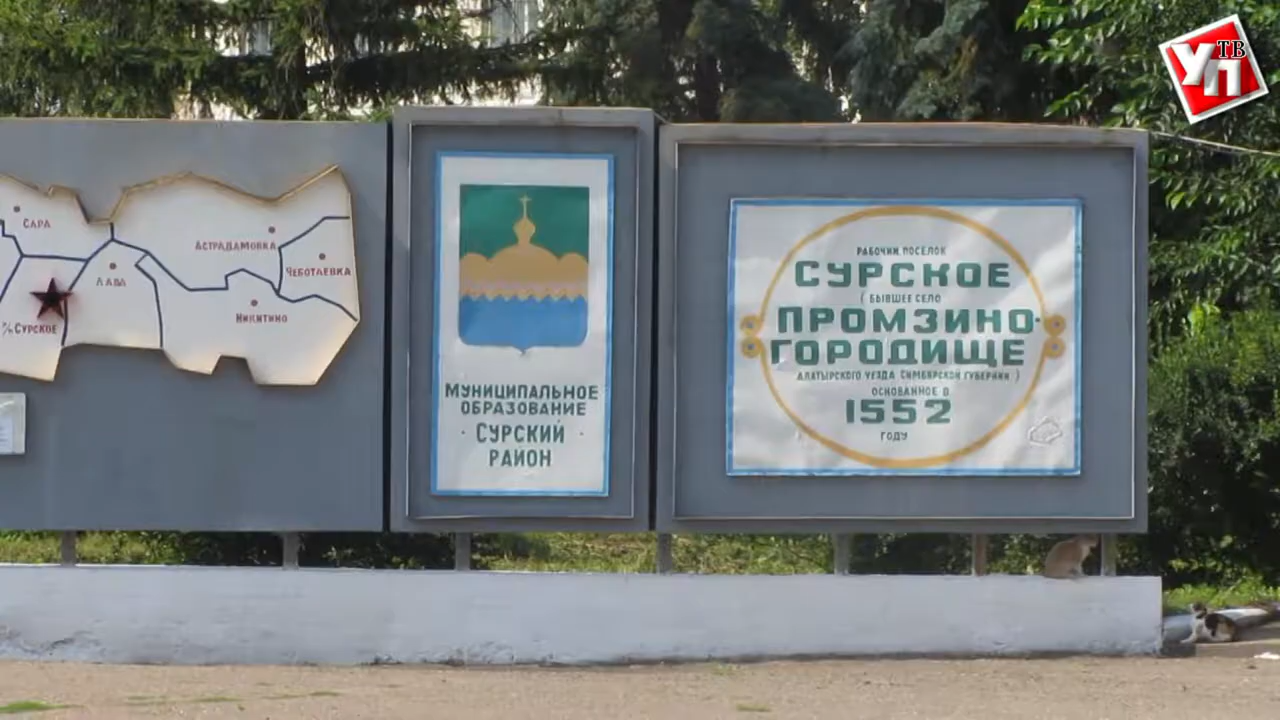 САРА
АСТРАДАМОВКА
ЧЕБОТАЕВКА
ЛАВА
Р/П СУРСКОЕ
НИКИТИНО
МУНИЦИПАЛЬНОЕ
ОБРАЗОВАНИЕ
· СУРСКИЙ ·
РАЙОН
РАБОЧИЙ ПОСЁЛОК
СУРСКОЕ
( БЫВШЕЕ СЕЛО
ПРОМЗИНО-
ГОРОДИЩЕ
АЛАТЫРСКОГО УЕЗДА СИМБИРСКОЙ ГУБЕРНИИ )
ОСНОВАННОЕ В
1552
ГОДУ
УП ТВ